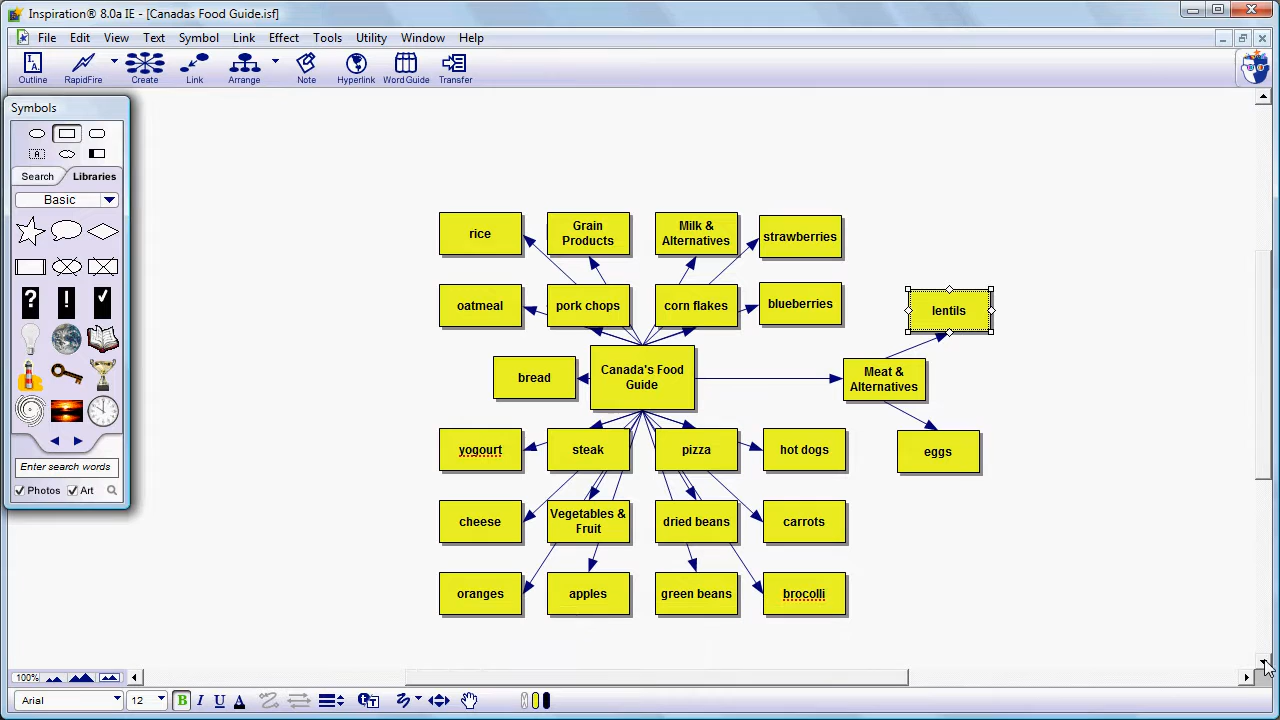 Inspiration® 8.0a IE - [Canadas Food Guide.isf]
File Edit View Text Symbol Link Effect Tools Utility Window Help
Outline RapidFire Create Link Arrange Note Hyperlink Word Guide Transfer
Symbols
A
Search Libraries
Basic
?
!
Enter search words
Photos Art
rice
Grain
Products
Milk &
Alternatives
strawberries
oatmeal
pork chops
corn flakes
blueberries
lentils
bread
Canada's Food
Guide
Meat &
Alternatives
yogourt
steak
pizza
hot dogs
eggs
cheese
Vegetables &
Fruit
dried beans
carrots
oranges
apples
green beans
brocolli
100%
Arial 12 B I U A